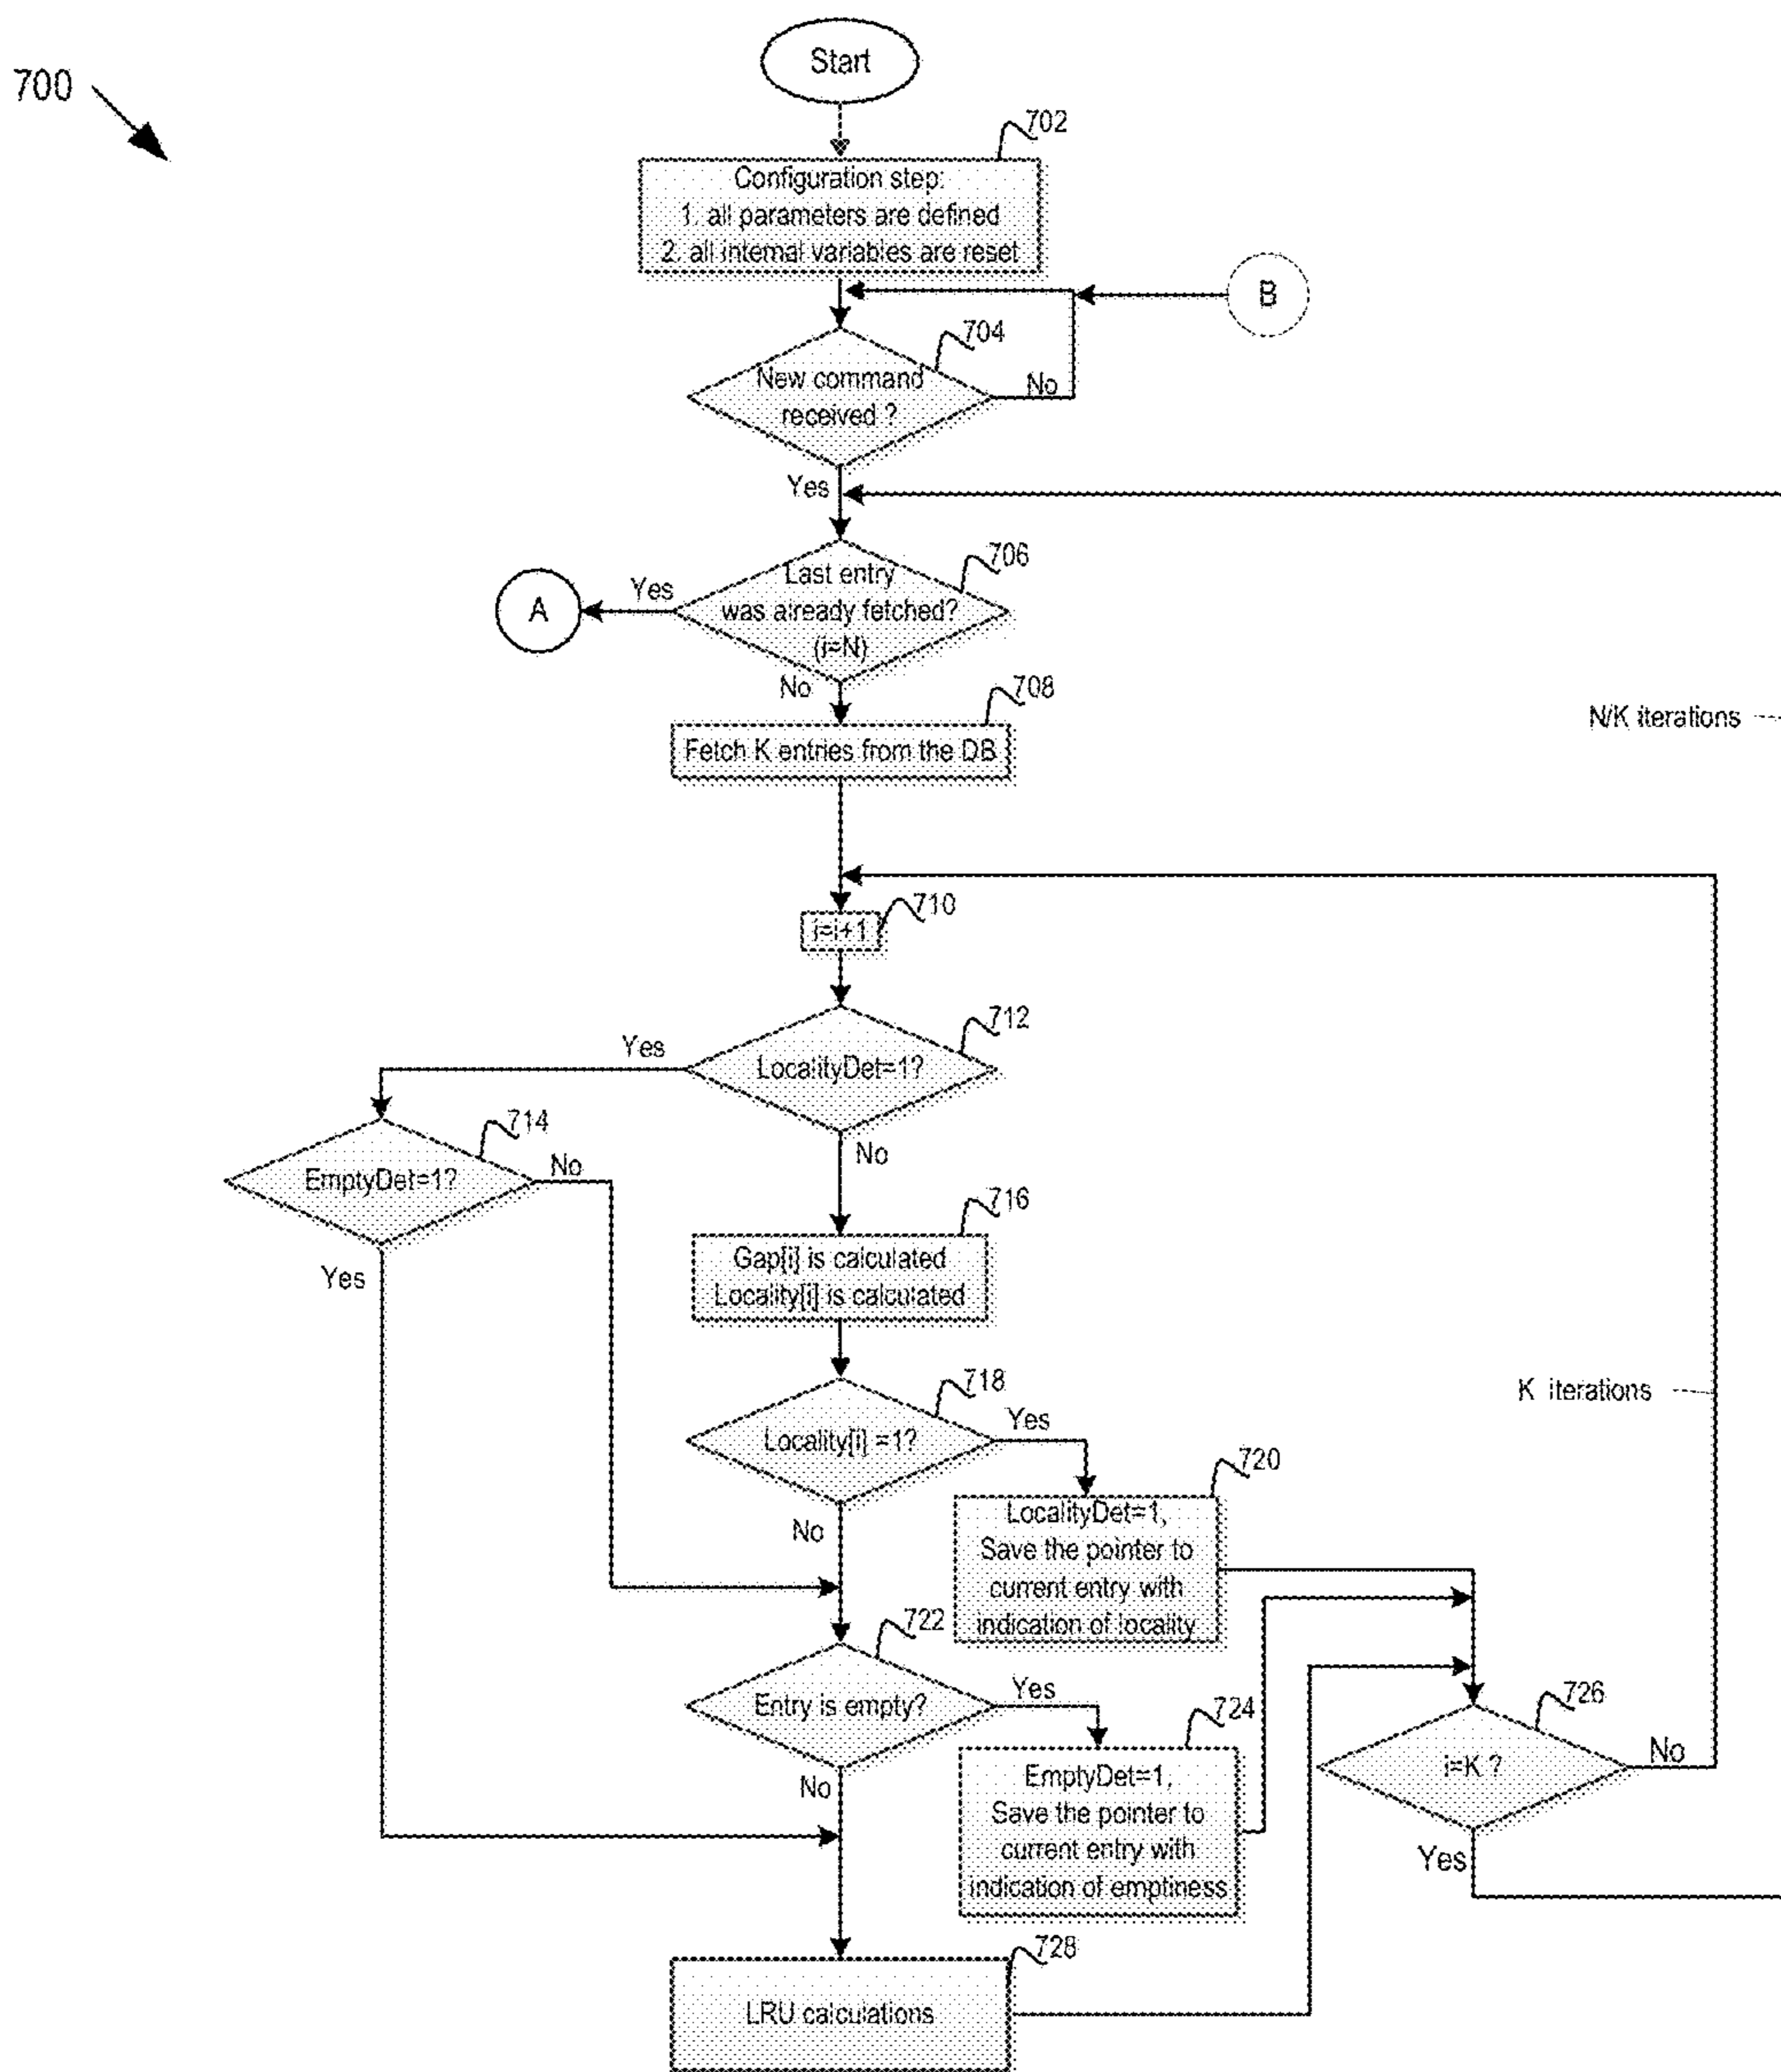 700
Start
702
Configuration step:
1. all parameters are defined
2. all internal variables are reset
B
704
New command
received ?
No
Yes
706
Last entry
was already fetched?
(i=N)
Yes
A
No
708
Fetch K entries from the DB
N/K iterations
710
i=i+1
712
LocalityDet=1?
Yes
No
714
EmptyDet=1?
No
Yes
716
Gap[i] is calculated
Locality[i] is calculated
718
Locality[i] =1?
Yes
No
K iterations
720
LocalityDet=1,
Save the pointer to
current entry with
indication of locality
722
Entry is empty?
Yes
No
724
EmptyDet=1,
Save the pointer to
current entry with
indication of emptiness
726
i=K ?
No
Yes
728
LRU calculations